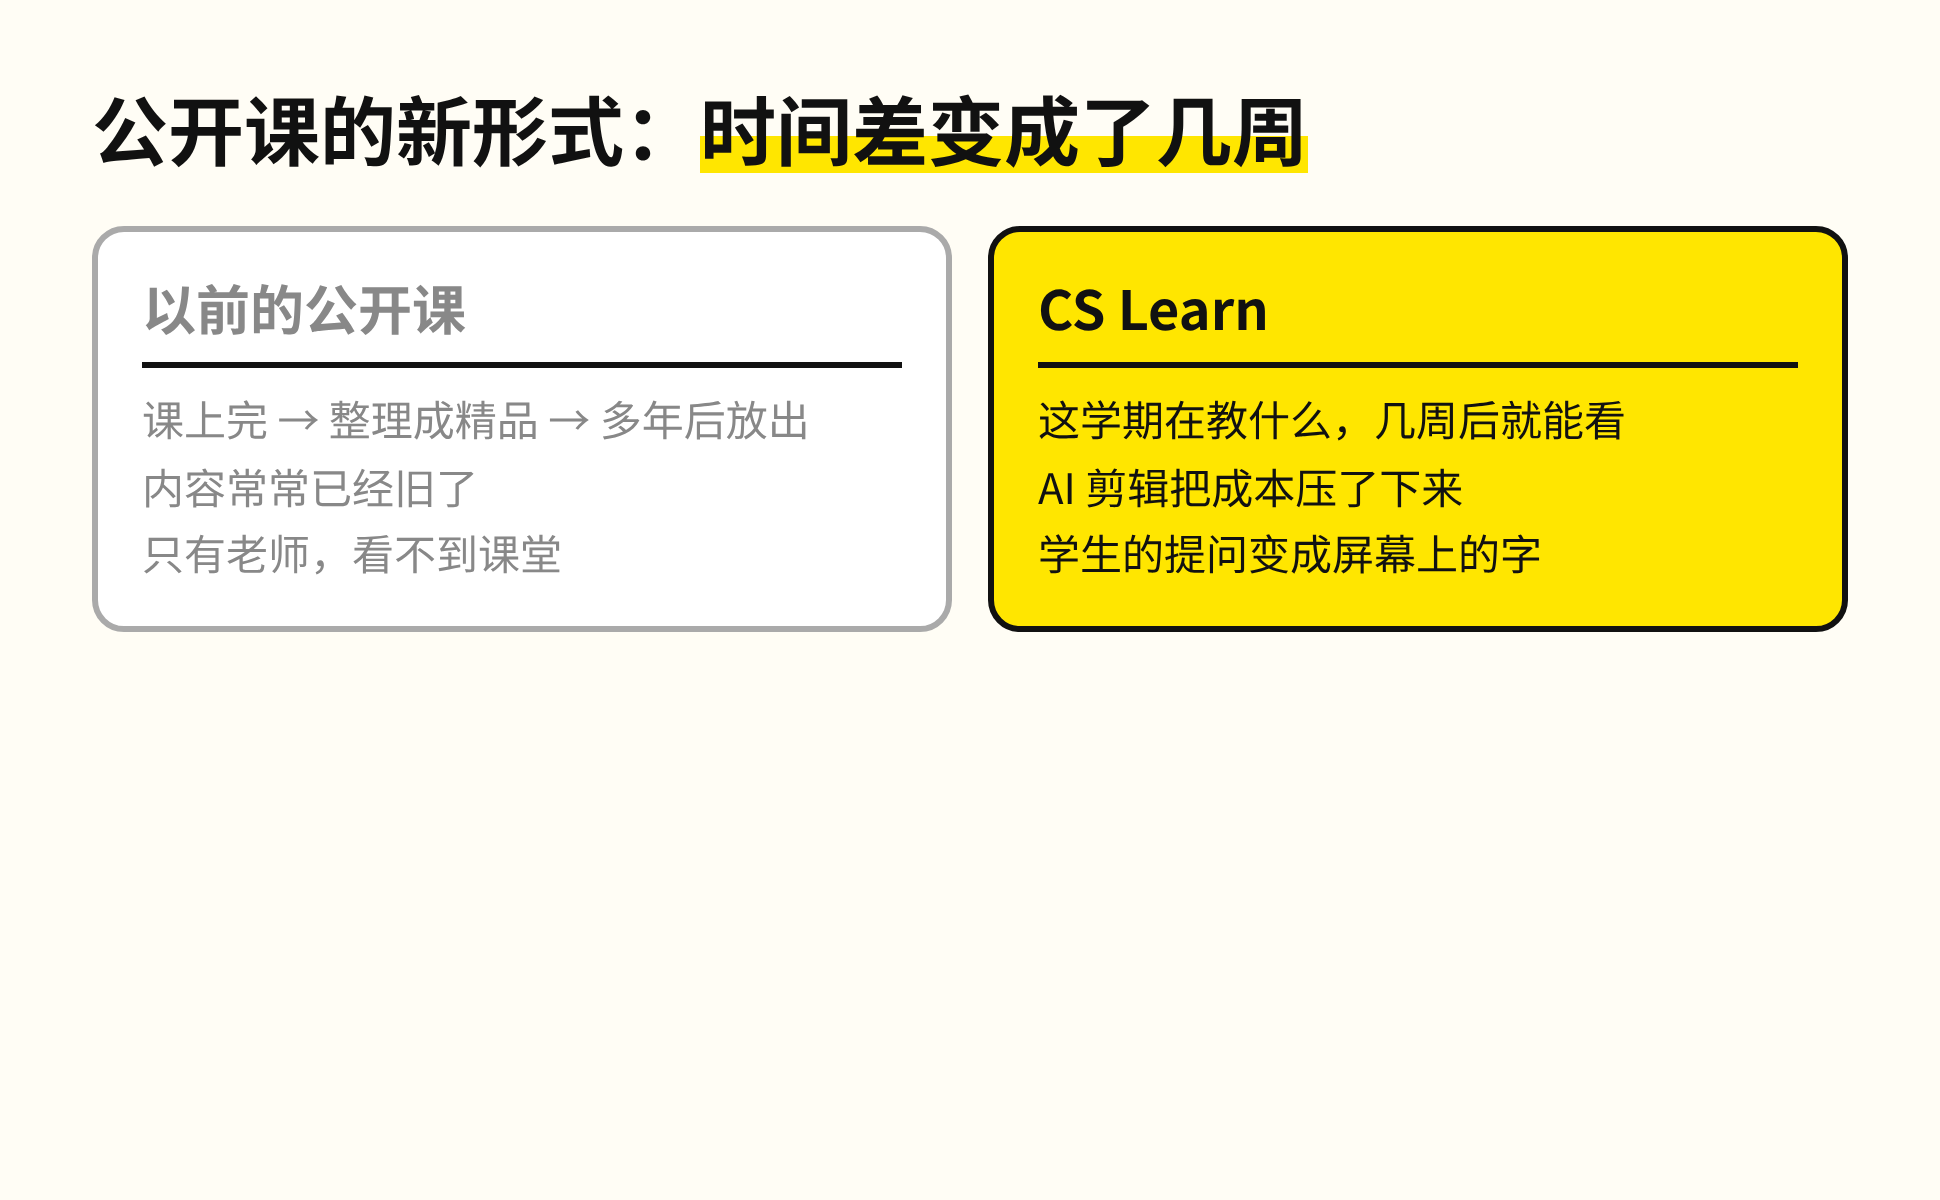 公开课的新形式：时间差变成了几周
以前的公开课
课上完 → 整理成精品 → 多年后放出
内容常常已经旧了
只有老师，看不到课堂
CS Learn
这学期在教什么，几周后就能看
AI 剪辑把成本压了下来
学生的提问变成屏幕上的字